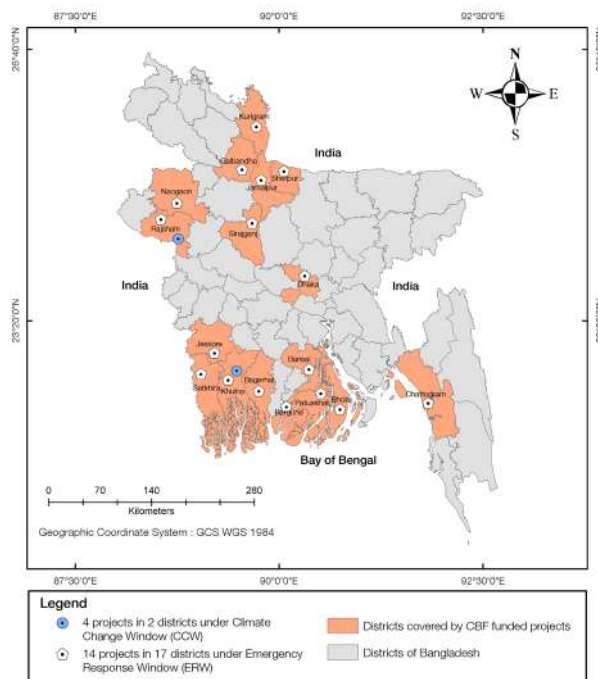 87°30'0"E 90°0'0"E 92°30'0"E
26°40'0"N
N
W E
S
Kurigram
India
Gaibandha
Sherpur
Jamalpur
Naogaon
Rajshahi
Sirajganj
India
India
Dhaka
23°20'0"N
Jessore
Barisal
Satkhira
Khulna
Bagerhat
Patuakhali
Bhola
Barguna
Chattogram
Bay of Bengal
0 70 140 280
Kilometers
Geographic Coordinate System : GCS WGS 1984
87°30'0"E 90°0'0"E 92°30'0"E
Legend
4 projects in 2 districts under Climate
Change Window (CCW)
14 projects in 17 districts under Emergency
Response Window (ERW)
Districts covered by CBF funded projects
Districts of Bangladesh